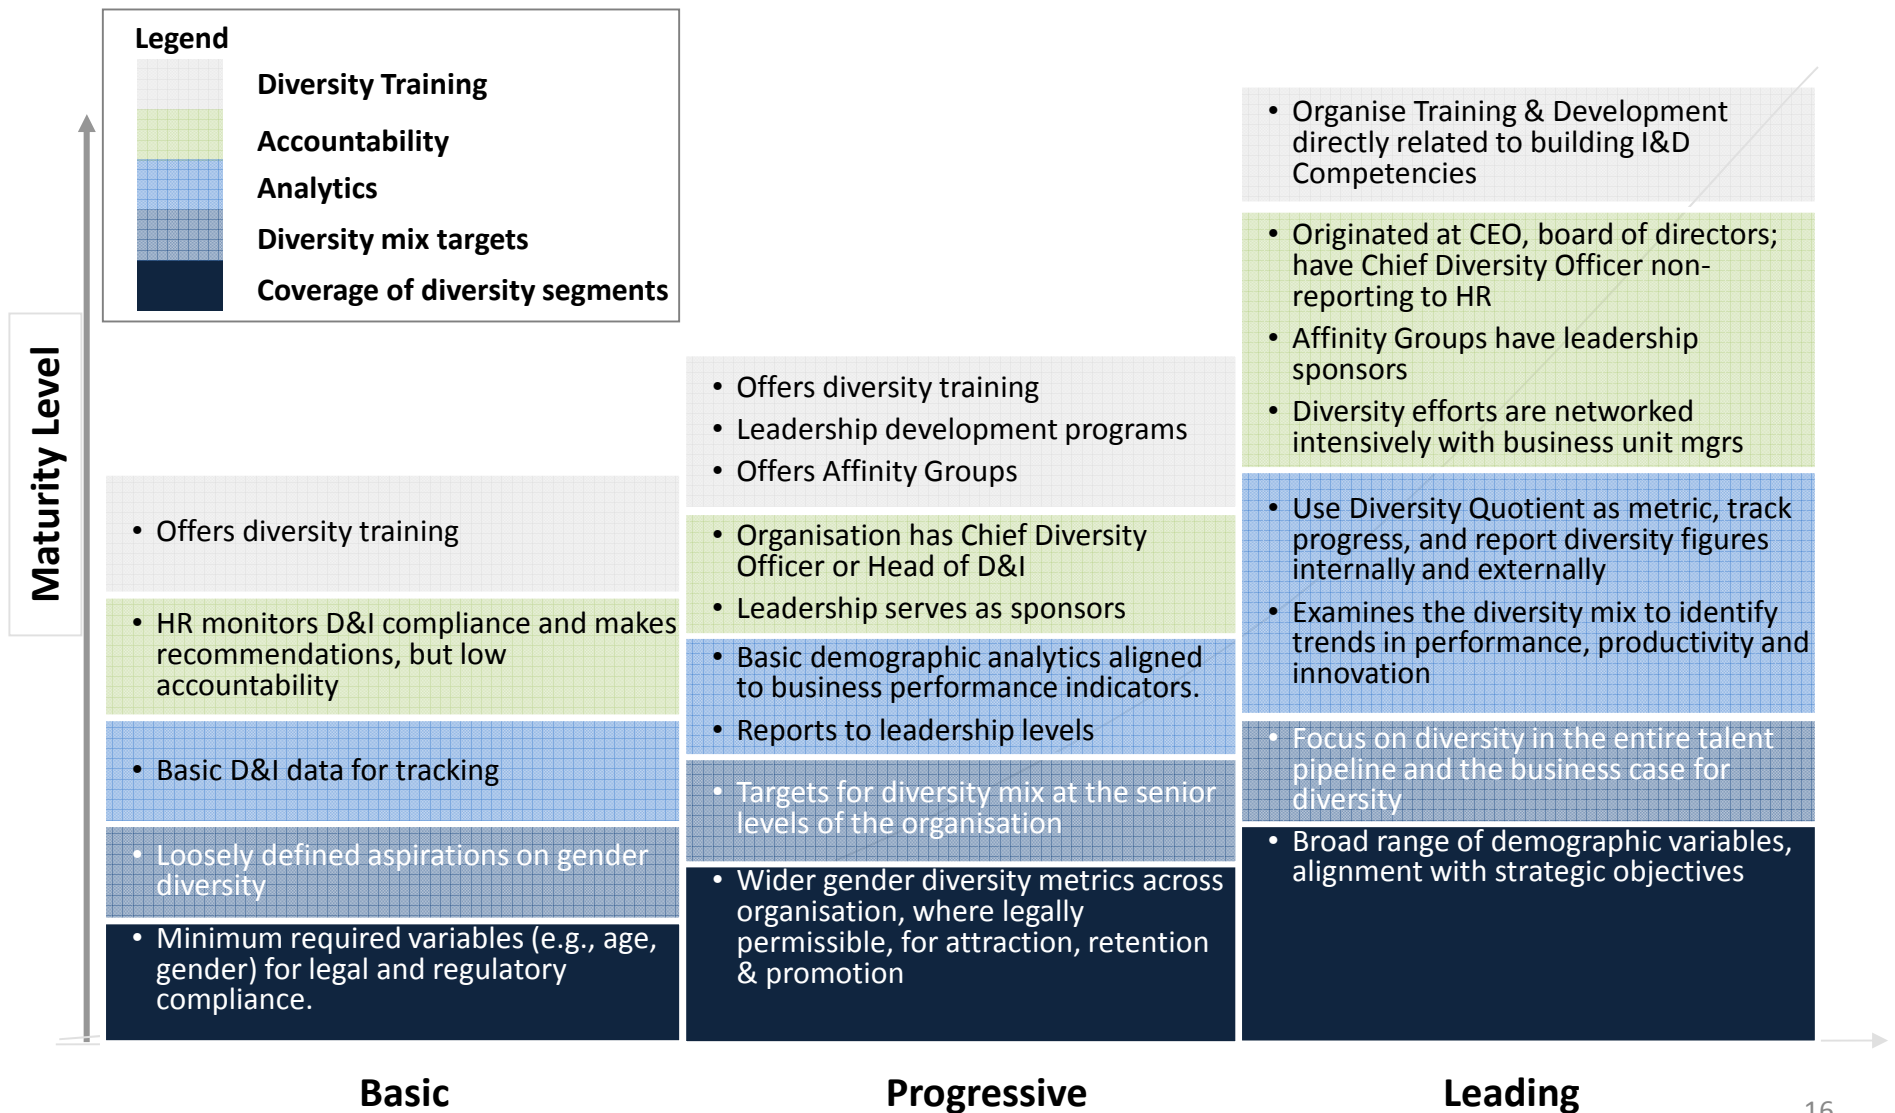 Legend
Diversity Training
Accountability
Analytics
Diversity mix targets
Coverage of diversity segments
Maturity Level
• Offers diversity training
• HR monitors D&I compliance and makes
recommendations, but low
accountability
• Basic D&I data for tracking
• Loosely defined aspirations on gender
diversity
• Minimum required variables (e.g., age,
gender) for legal and regulatory
compliance.
Basic
• Offers diversity training
• Leadership development programs
• Offers Affinity Groups
• Organisation has Chief Diversity
Officer or Head of D&I
• Leadership serves as sponsors
• Basic demographic analytics aligned
to business performance indicators.
• Reports to leadership levels
• Targets for diversity mix at the senior
levels of the organisation
• Wider gender diversity metrics across
organisation, where legally
permissible, for attraction, retention
& promotion
Progressive
• Organise Training & Development
directly related to building I&D
Competencies
• Originated at CEO, board of directors;
have Chief Diversity Officer non-
reporting to HR
• Affinity Groups have leadership
sponsors
• Diversity efforts are networked
intensively with business unit mgrs
• Use Diversity Quotient as metric, track
progress, and report diversity figures
internally and externally
• Examines the diversity mix to identify
trends in performance, productivity and
innovation
• Focus on diversity in the entire talent
pipeline and the business case for
diversity
• Broad range of demographic variables,
alignment with strategic objectives
Leading
16